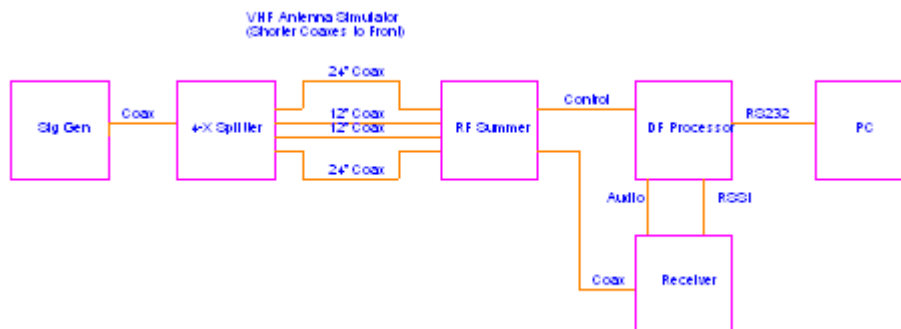 VHF Antenna Simulator
(Shorter Coaxes to Front)
24" Coax
Sig Gen
Coax
4-X Splitter
12" Coax
12" Coax
24" Coax
RF Summer
Control
DF Processor
RS232
PC
Audio
RSSI
Coax
Receiver